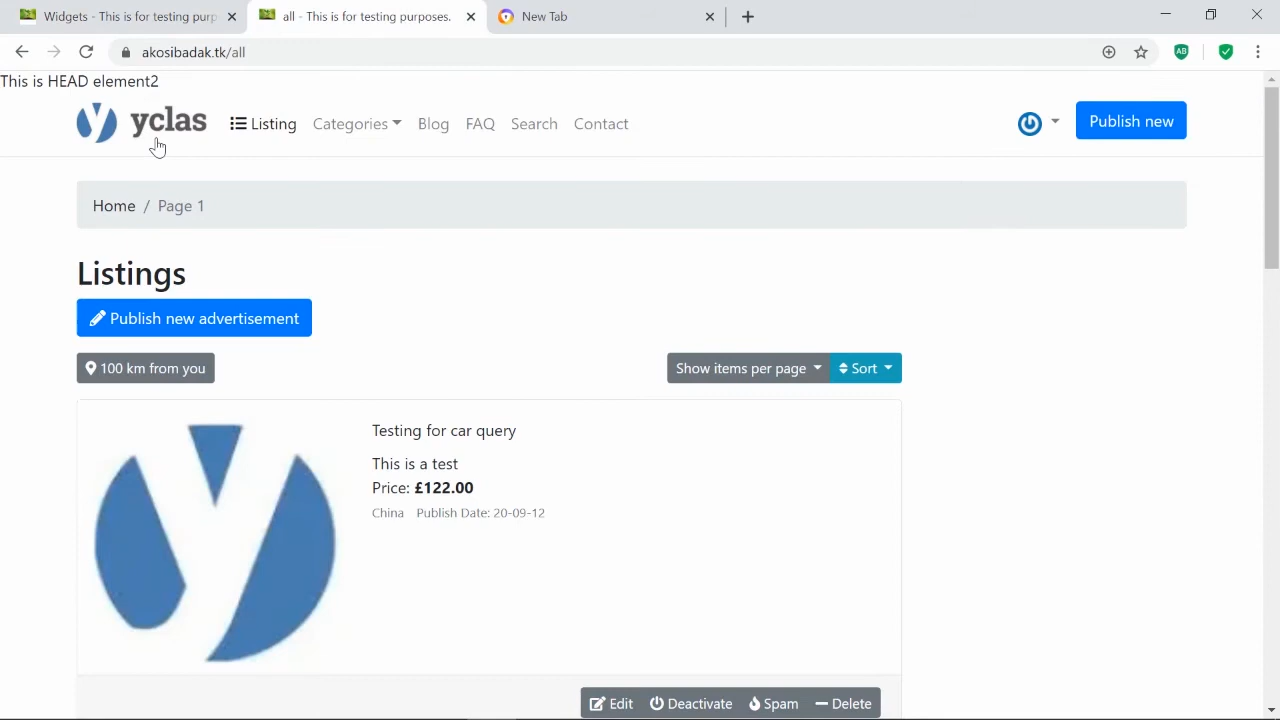 Widgets - This is for testing purp
all - This is for testing purposes.
New Tab
akosibadak.tk/all
This is HEAD element2
yclas
Listing
Categories
Blog
FAQ
Search
Contact
Publish new
Home / Page 1
Listings
Publish new advertisement
100 km from you
Show items per page
Sort
Testing for car query
This is a test
Price: £122.00
China Publish Date: 20-09-12
Edit
Deactivate
Spam
Delete